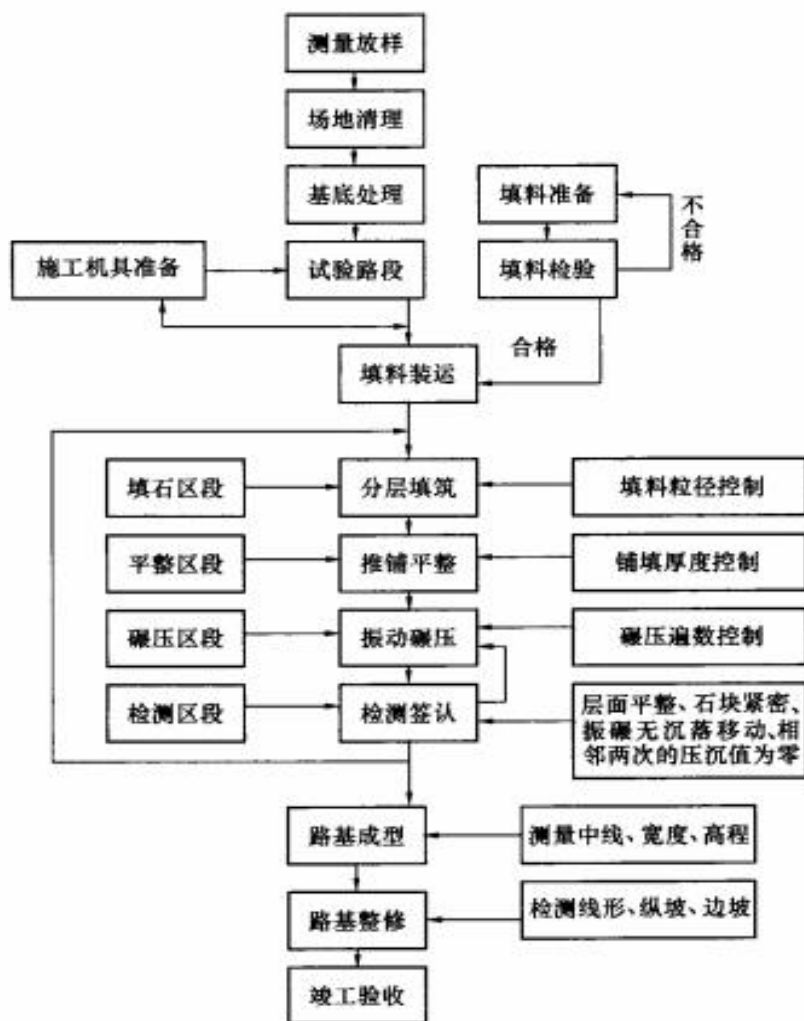 测量放样
场地清理
基底处理
填料准备
不合格
施工机具准备
试验路段
填料检验
合格
填料装运
填石区段
分层填筑
填料粒径控制
平整区段
推铺平整
铺填厚度控制
碾压区段
振动碾压
碾压遍数控制
检测区段
检测签认
层面平整、石块紧密、
振碾无沉落移动、相
邻两次的压沉值为零
路基成型
测量中线、宽度、高程
路基整修
检测线形、纵坡、边坡
竣工验收